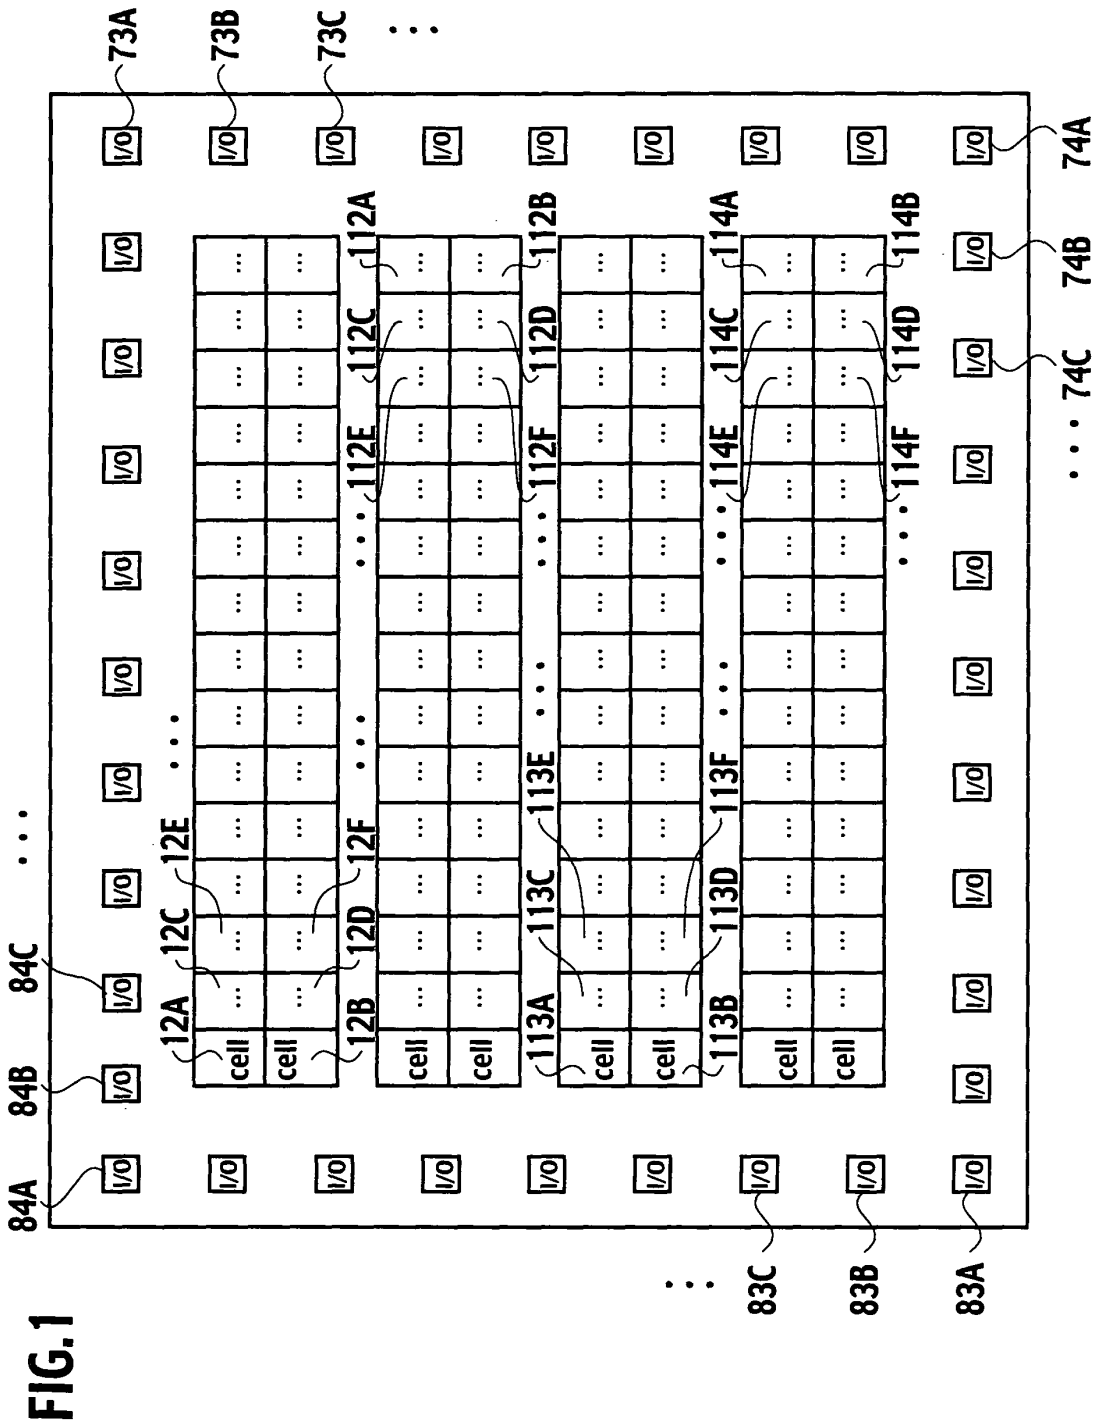 FIG.1
84A 84B 84C ...
I/O I/O I/O I/O I/O I/O I/O I/O I/O I/O I/O 73A
12A 12C 12E ...
I/O cell ... ... ... ... ... ... ... ... ... ... ... ... ... ... I/O 73B
cell ... ... ... ... ... ... ... ... ... ... ... ... ... ...
I/O I/O 73C
12B 12D 12F ... ... 112E 112C 112A
cell ... ... ... ... ... ... ... ... ... ... ... ... ... ... ...
I/O I/O
cell ... ... ... ... ... ... ... ... ... ... ... ... ... ...
113A 113C 113E ... ... 112F 112D 112B
I/O I/O
cell ... ... ... ... ... ... ... ... ... ... ... ... ... ...
I/O I/O
cell ... ... ... ... ... ... ... ... ... ... ... ... ... ...
...
113B 113D 113F ... ... 114E 114C 114A
83C I/O I/O
cell ... ... ... ... ... ... ... ... ... ... ... ... ... ...
cell ... ... ... ... ... ... ... ... ... ... ... ... ... ...
83B I/O I/O
... 114F 114D 114B
83A I/O I/O I/O I/O I/O I/O I/O I/O I/O I/O I/O
... 74C 74B 74A